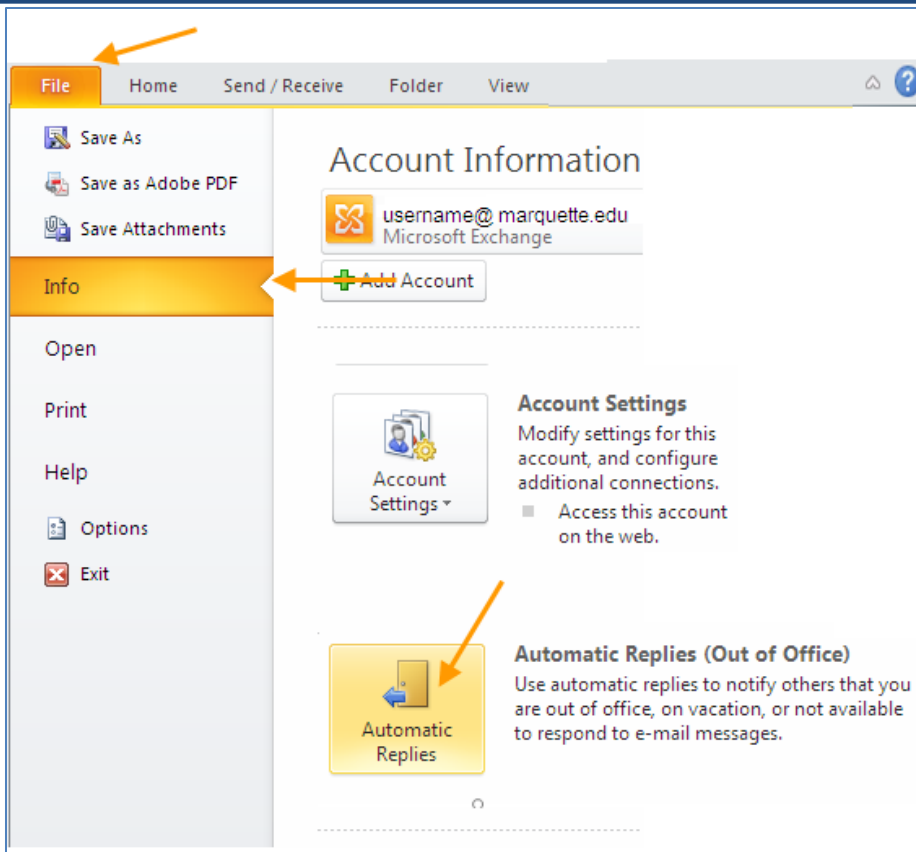 File Home Send / Receive Folder View
Save As
Save as Adobe PDF
Save Attachments
Info
Open
Print
Help
Options
Exit
Account Information
username@ marquette.edu
Microsoft Exchange
Add Account
Account
Settings
Account Settings
Modify settings for this
account, and configure
additional connections.
Access this account
on the web.
Automatic
Replies
Automatic Replies (Out of Office)
Use automatic replies to notify others that you
are out of office, on vacation, or not available
to respond to e-mail messages.